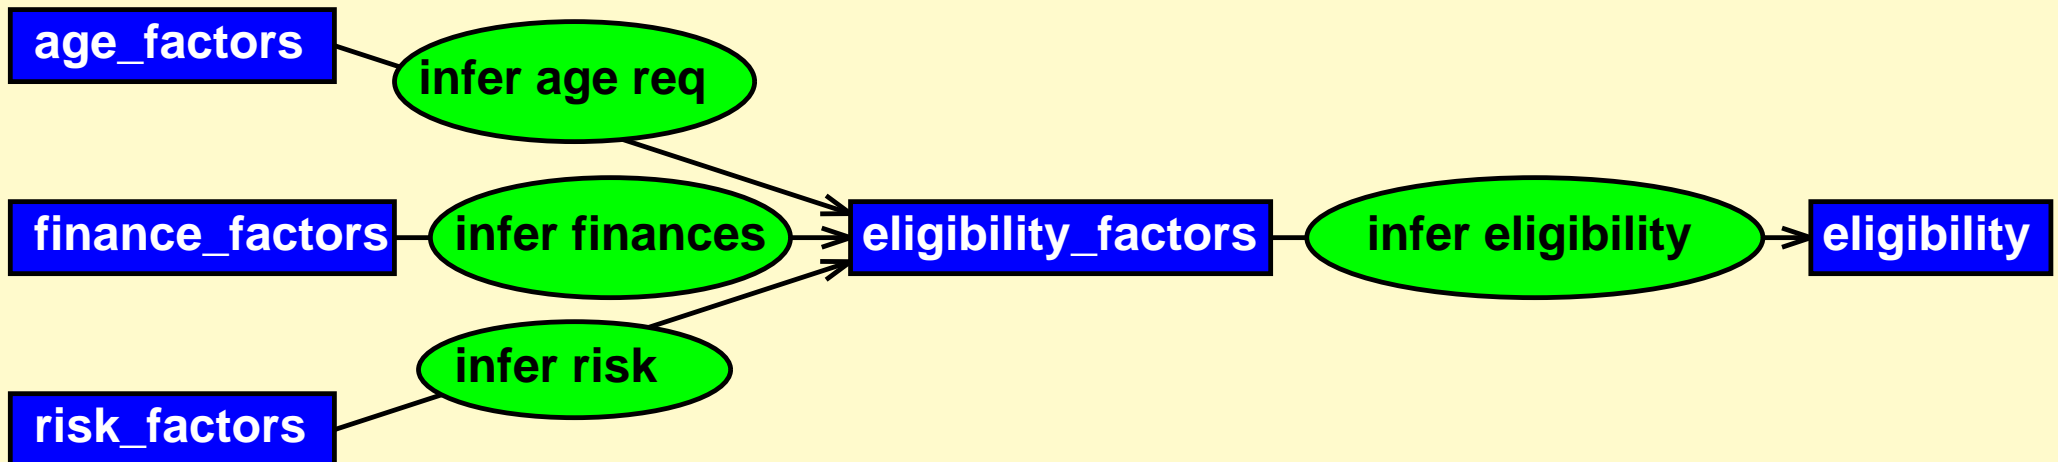 age_factors
infer age req
finance_factors
infer finances
eligibility_factors
infer eligibility
eligibility
infer risk
risk_factors